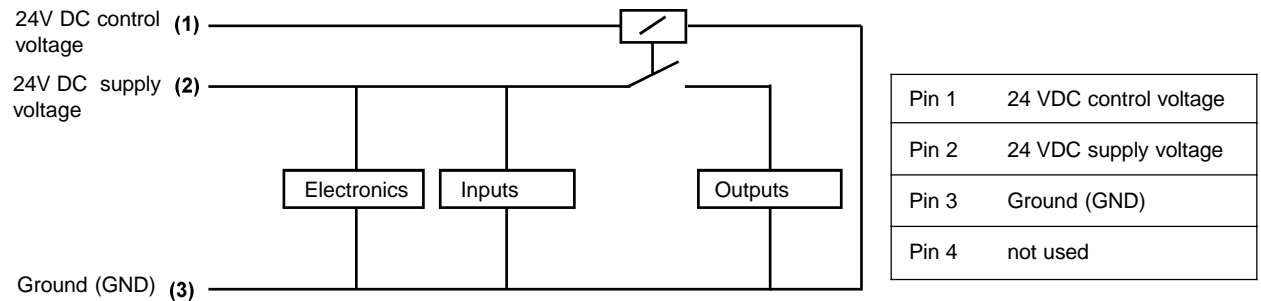 24V DC control (1)
voltage
24V DC supply (2)
voltage
Electronics
Inputs
Outputs
Ground (GND) (3)
Pin 1 24 VDC control voltage
Pin 2 24 VDC supply voltage
Pin 3 Ground (GND)
Pin 4 not used